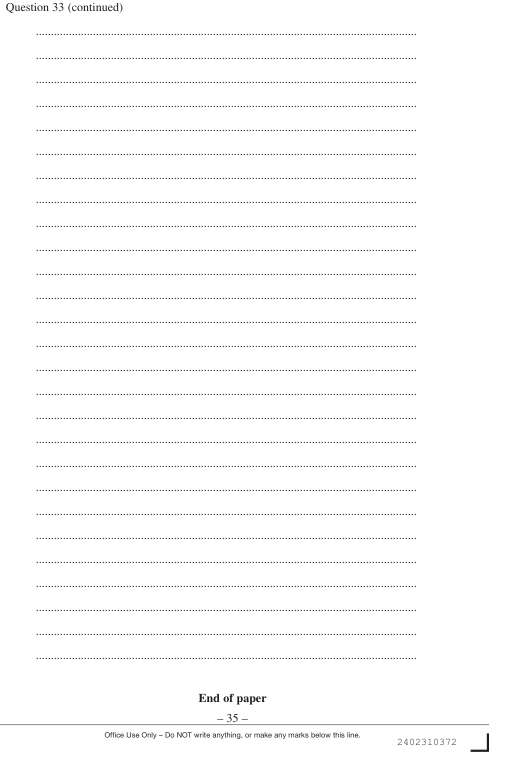 Question 33 (continued)
End of paper
– 35 –
Office Use Only – Do NOT write anything, or make any marks below this line.
2402310372